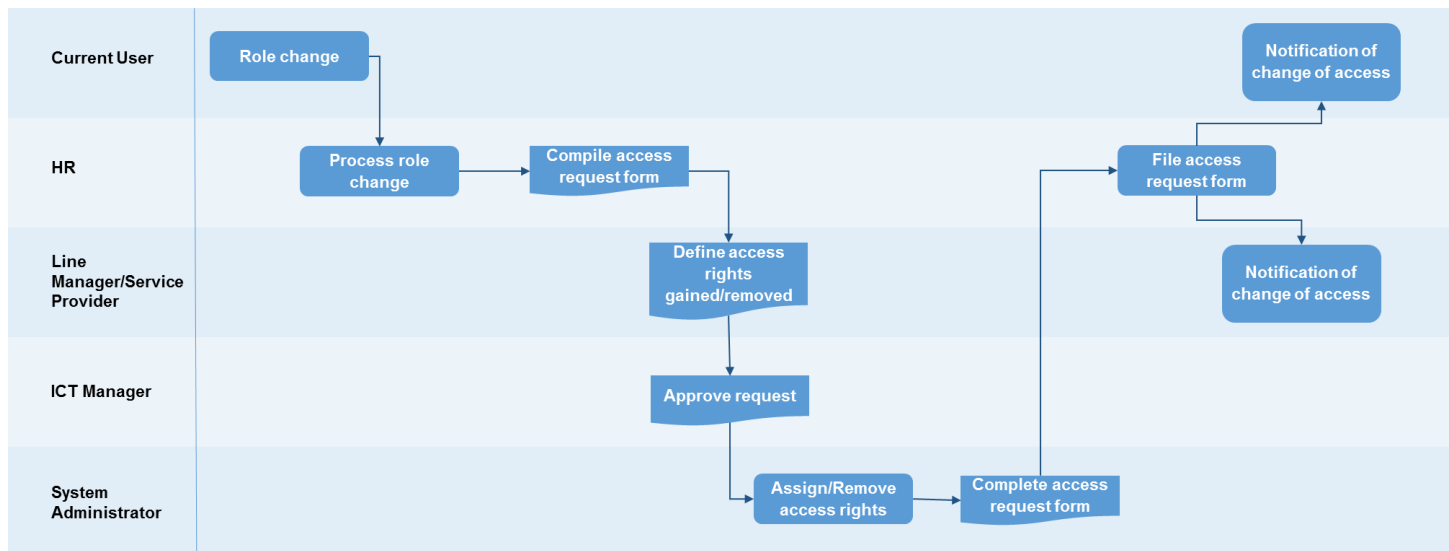 Current User
Role change
Notification of
change of access
HR
Process role
change
Compile access
request form
File access
request form
Line
Manager/Service
Provider
Define access
rights
gained/removed
Notification of
change of access
ICT Manager
Approve request
System
Administrator
Assign/Remove
access rights
Complete access
request form